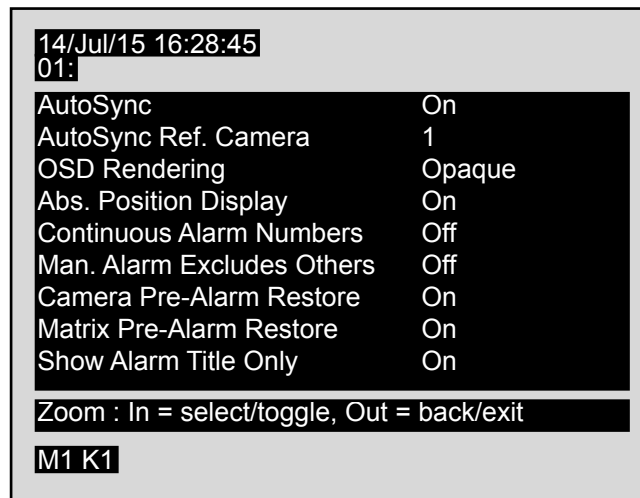 14/Jul/15 16:28:45
01:
AutoSync On
AutoSync Ref. Camera 1
OSD Rendering Opaque
Abs. Position Display On
Continuous Alarm Numbers Off
Man. Alarm Excludes Others Off
Camera Pre-Alarm Restore On
Matrix Pre-Alarm Restore On
Show Alarm Title Only On
Zoom : In = select/toggle, Out = back/exit
M1 K1